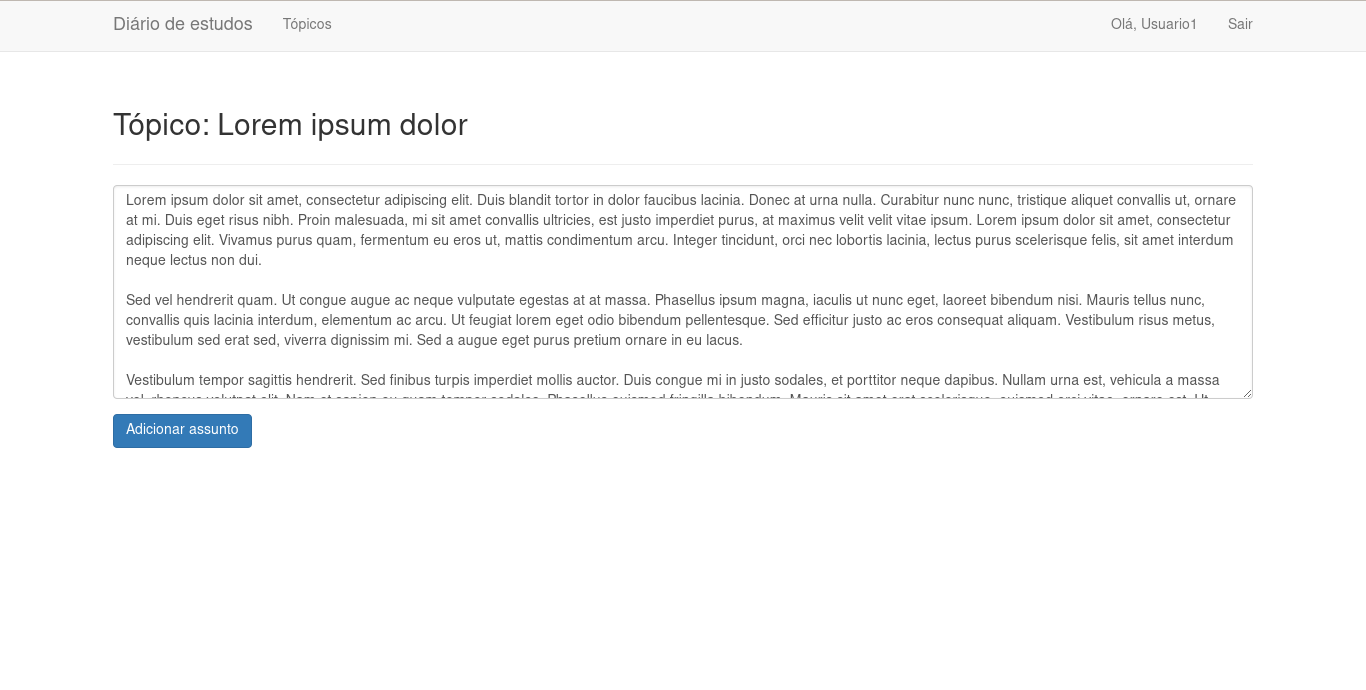 Diário de estudos Tópicos Olá, Usuario1 Sair
Tópico: Lorem ipsum dolor
Lorem ipsum dolor sit amet, consectetur adipiscing elit. Duis blandit tortor in dolor faucibus lacinia. Donec at urna nulla. Curabitur nunc nunc, tristique aliquet convallis ut, ornare
at mi. Duis eget risus nibh. Proin malesuada, mi sit amet convallis ultricies, est justo imperdiet purus, at maximus velit velit vitae ipsum. Lorem ipsum dolor sit amet, consectetur
adipiscing elit. Vivamus purus quam, fermentum eu eros ut, mattis condimentum arcu. Integer tincidunt, orci nec lobortis lacinia, lectus purus scelerisque felis, sit amet interdum
neque lectus non dui.
Sed vel hendrerit quam. Ut congue augue ac neque vulputate egestas at at massa. Phasellus ipsum magna, iaculis ut nunc eget, laoreet bibendum nisi. Mauris tellus nunc,
convallis quis lacinia interdum, elementum ac arcu. Ut feugiat lorem eget odio bibendum pellentesque. Sed efficitur justo ac eros consequat aliquam. Vestibulum risus metus,
vestibulum sed erat sed, viverra dignissim mi. Sed a augue eget purus pretium ornare in eu lacus.
Vestibulum tempor sagittis hendrerit. Sed finibus turpis imperdiet mollis auctor. Duis congue mi in justo sodales, et porttitor neque dapibus. Nullam urna est, vehicula a massa
Adicionar assunto